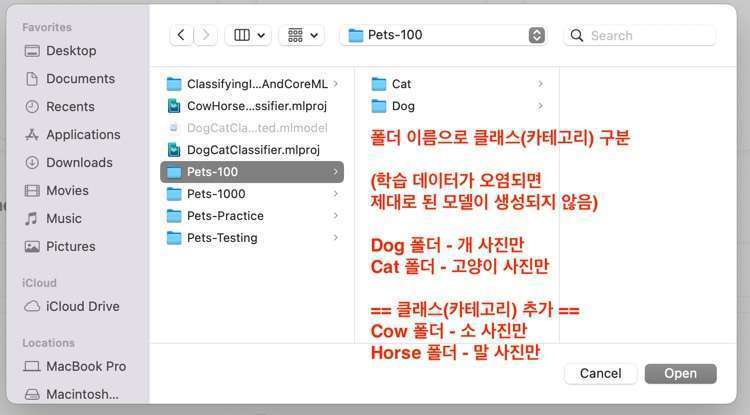 Favorites
Desktop
Documents
Recents
Applications
Downloads
Movies
Music
Pictures
iCloud
iCloud Drive
Locations
MacBook Pro
Macintosh...
Pets-100
Search
ClassifyingI...AndCoreML
CowHorse...ssifier.mlproj
DogCatCla...ted.mlmodel
DogCatClassifier.mlproj
Pets-100
Pets-1000
Pets-Practice
Pets-Testing
Cat
Dog
폴더 이름으로 클래스(카테고리) 구분
(학습 데이터가 오염되면
제대로 된 모델이 생성되지 않음)
Dog 폴더 - 개 사진만
Cat 폴더 - 고양이 사진만
== 클래스(카테고리) 추가 ==
Cow 폴더 - 소 사진만
Horse 폴더 - 말 사진만
Cancel
Open